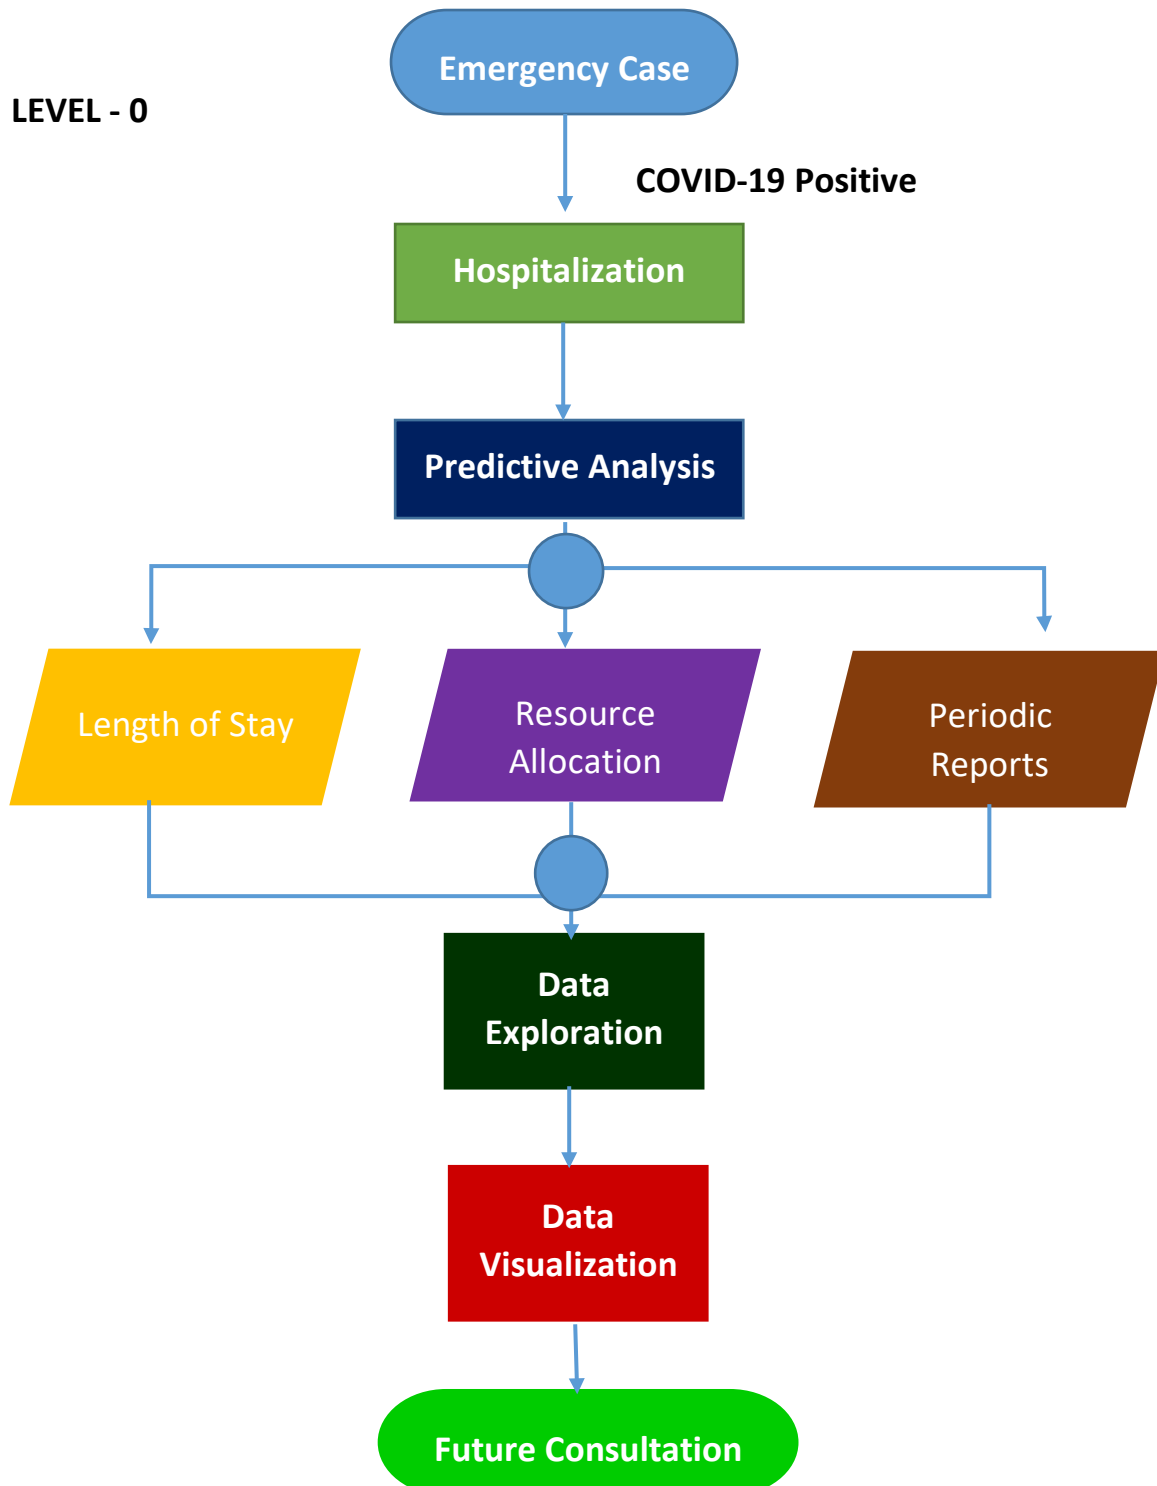 Emergency Case
LEVEL - 0
COVID-19 Positive
Hospitalization
Predictive Analysis
Length of Stay
Resource
Allocation
Periodic
Reports
Data
Exploration
Data
Visualization
Future Consultation